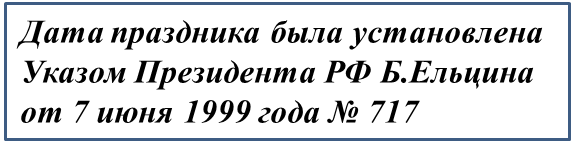 Дата праздника была установлена
Указом Президента РФ Б.Ельцина
от 7 июня 1999 года № 717